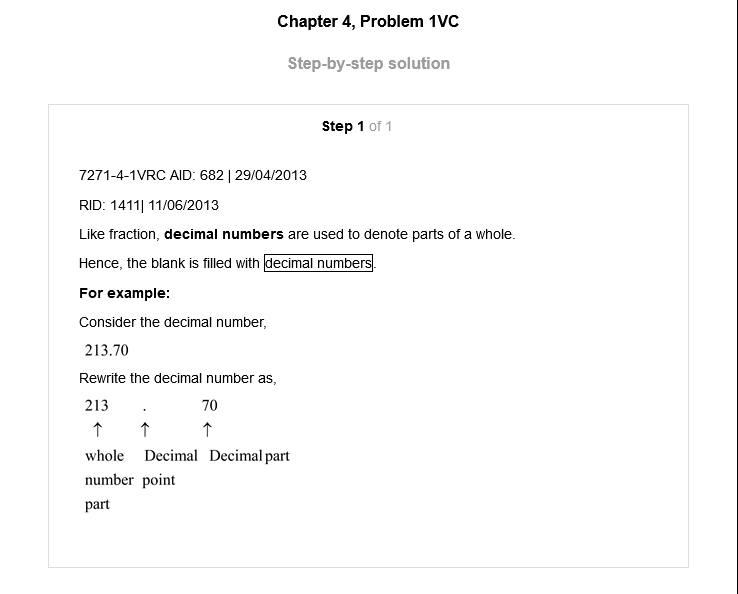 Chapter 4, Problem 1VC
Step-by-step solution
Step 1 of 1
7271-4-1VRC AID: 682 | 29/04/2013
RID: 1411| 11/06/2013
Like fraction, decimal numbers are used to denote parts of a whole.
Hence, the blank is filled with decimal numbers.
For example:
Consider the decimal number,
213.70
Rewrite the decimal number as,
213 . 70
↑ ↑ ↑
whole Decimal Decimal part
number point
part